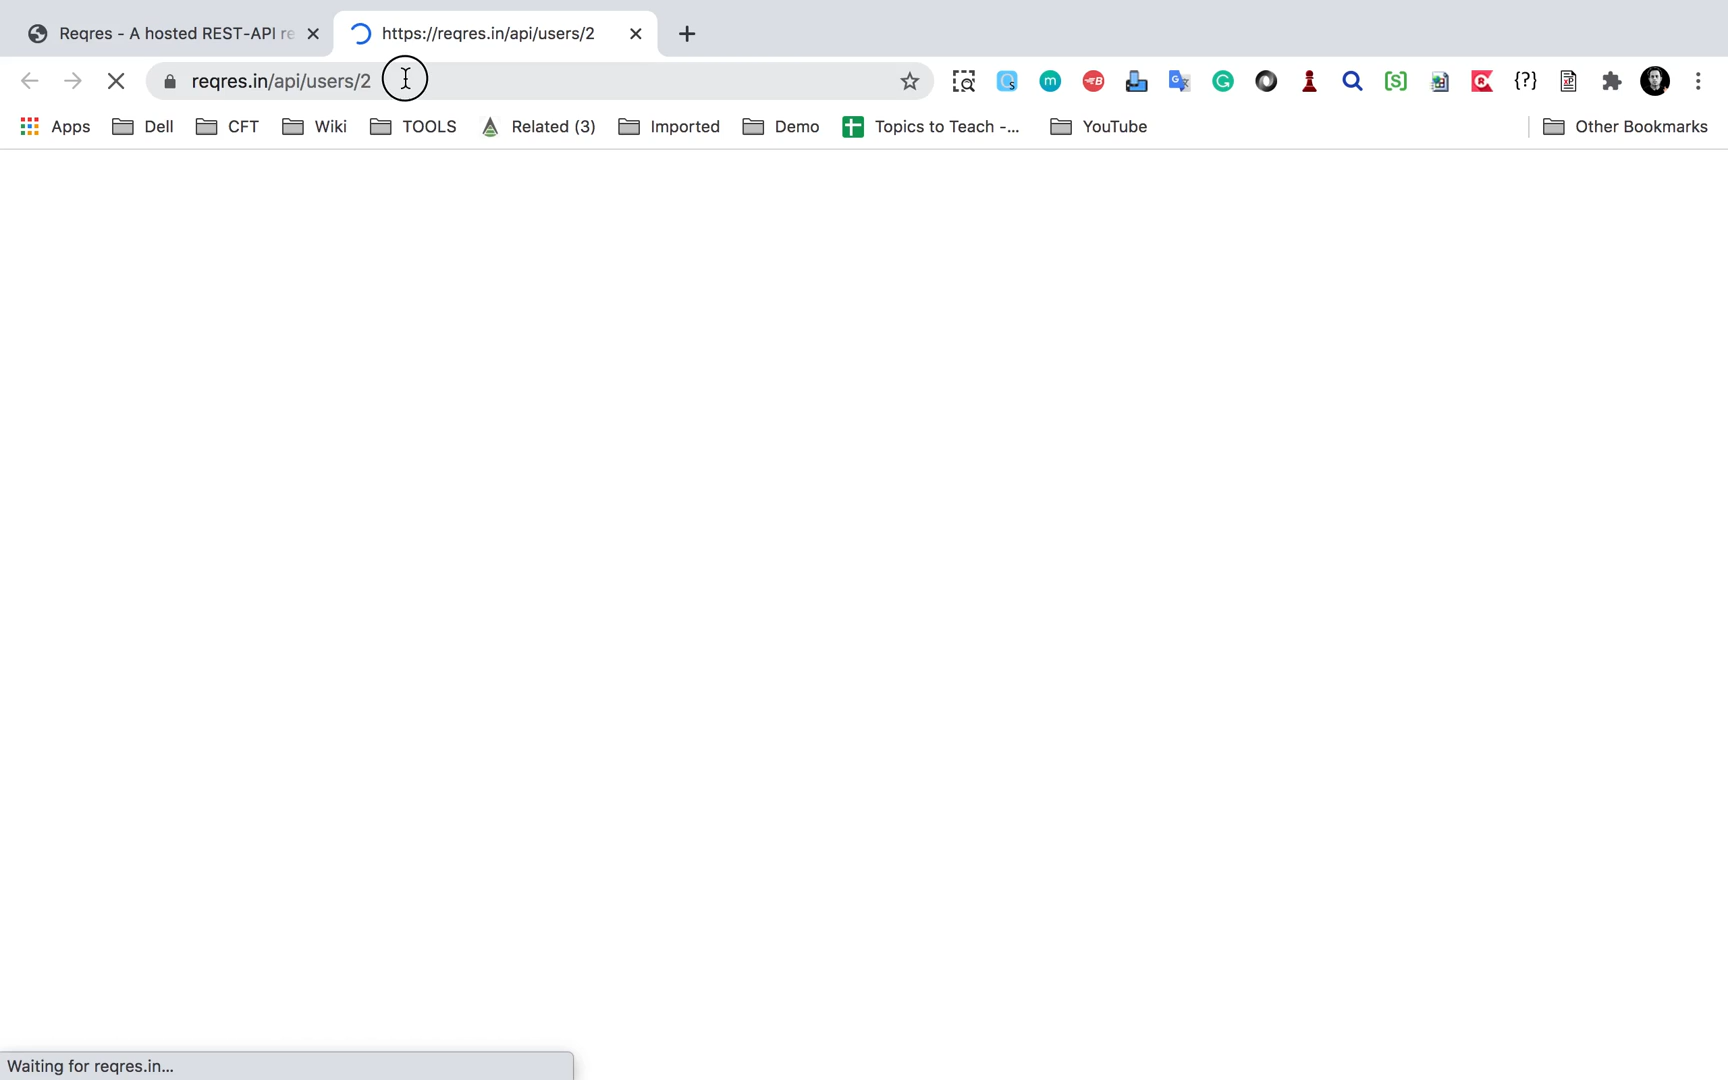 Reqres - A hosted REST-API re
https://reqres.in/api/users/2
reqres.in/api/users/2
Apps
Dell
CFT
Wiki
TOOLS
Related (3)
Imported
Demo
Topics to Teach -...
YouTube
Other Bookmarks
Waiting for reqres.in...